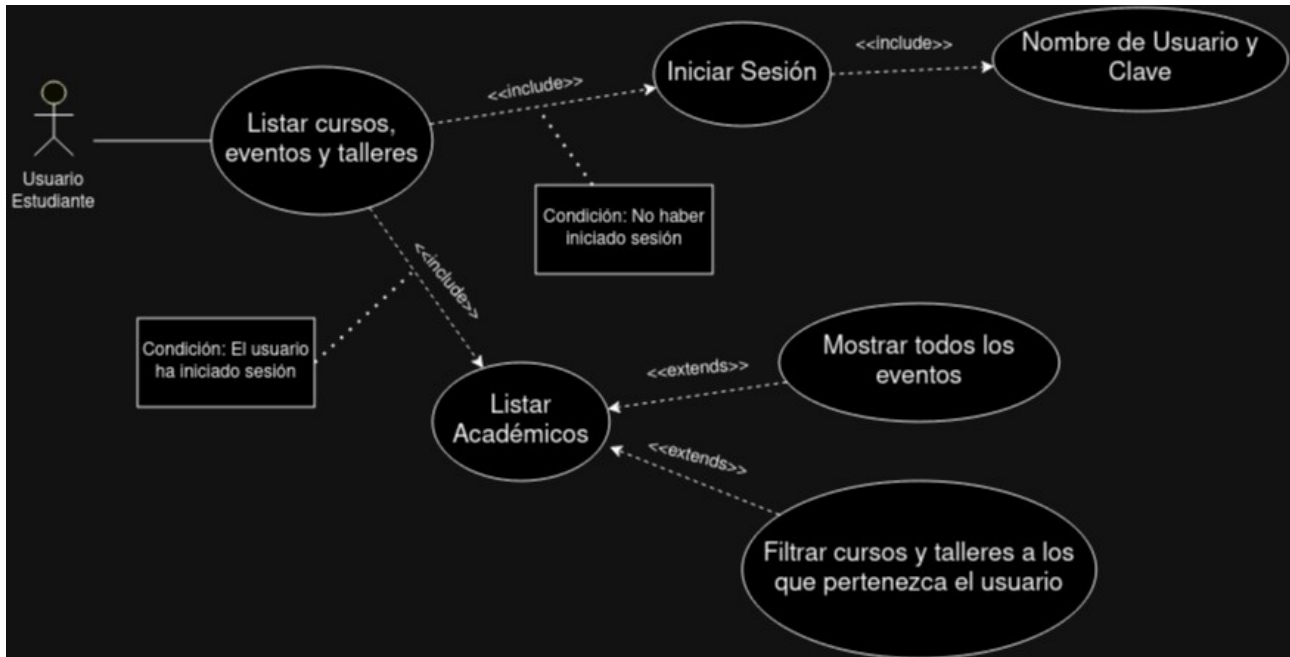 Usuario
Estudiante
Listar cursos,
eventos y talleres
<<include>>
Iniciar Sesión
<<include>>
Nombre de Usuario y
Clave
Condición: No haber
iniciado sesión
<<include>>
Condición: El usuario
ha iniciado sesión
Listar
Académicos
<<extends>>
Mostrar todos los
eventos
<<extends>>
Filtrar cursos y talleres a los
que pertenezca el usuario